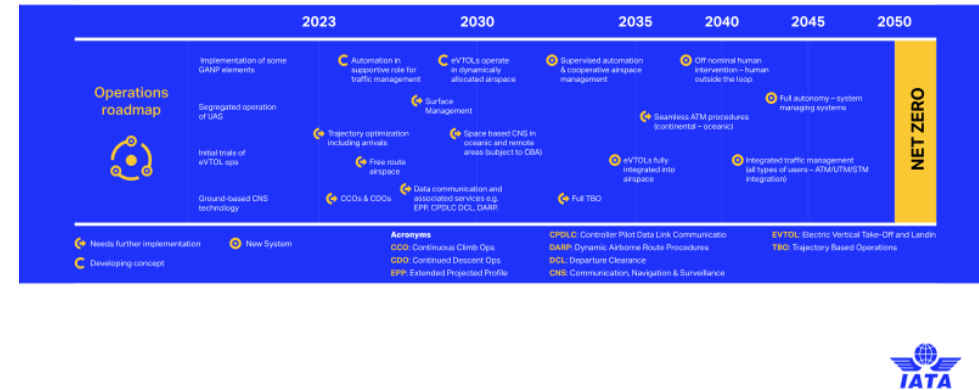 2023 2030 2035 2040 2045 2050
Operations
roadmap
Implementation of some
GANP elements
Segregated operation
of UAS
Initial trials of
eVTOL ops
Ground-based CNS
technology
Automation in
supportive role for
traffic management
eVTOLs operate
in dynamically
allocated airspace
Supervised automation
& cooperative airspace
management
Off nominal human
intervention – human
outside the loop
Surface
Management
Full autonomy – system
managing systems
Seamless ATM procedures
(continental – oceanic)
Trajectory optimization
including arrivals
Space based CNS in
oceanic and remote
areas (subject to CBA)
Free route
airspace
eVTOLs fully
integrated into
airspace
Integrated traffic management
(all types of users – ATM/UTM/STM
integration)
CCOs & CDOs
Data communication and
associated services e.g.
EPP, CPDLC DCL, DARP.
Full TBO
NET ZERO
Needs further implementation
New System
Developing concept
Acronyms
CCO: Continuous Climb Ops
CDO: Continued Descent Ops
EPP: Extended Projected Profile
CPDLC: Controller Pilot Data Link Communicatio
DARP: Dynamic Airborne Route Procedures
DCL: Departure Clearance
CNS: Communication, Navigation & Surveillance
EVTOL: Electric Vertical Take-Off and Landin
TBO: Trajectory Based Operations
IATA